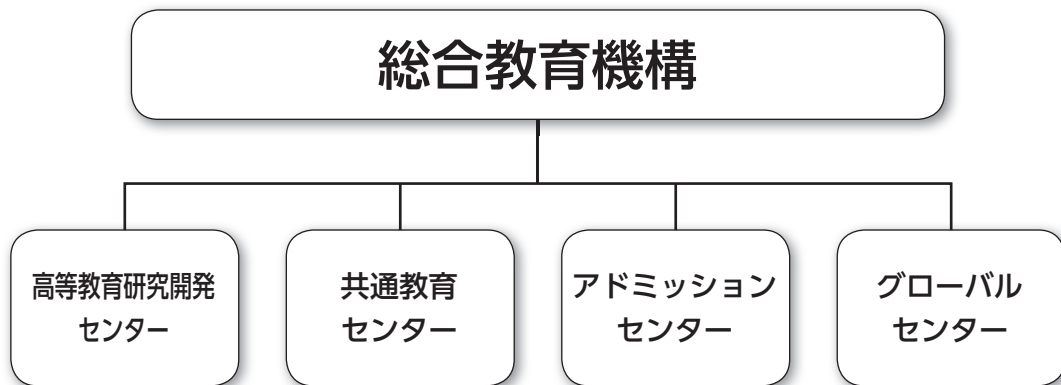 総合教育機構
高等教育研究開発
センター
共通教育
センター
アドミッション
センター
グローバル
センター